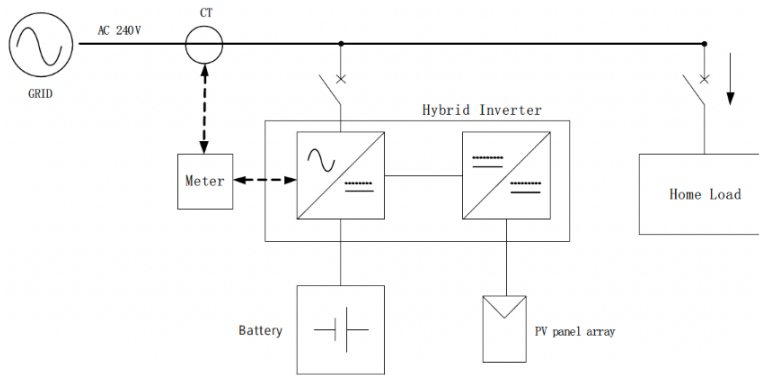 CT
AC 240V
GRID
Hybrid Inverter
Meter
Home Load
Battery
PV panel array